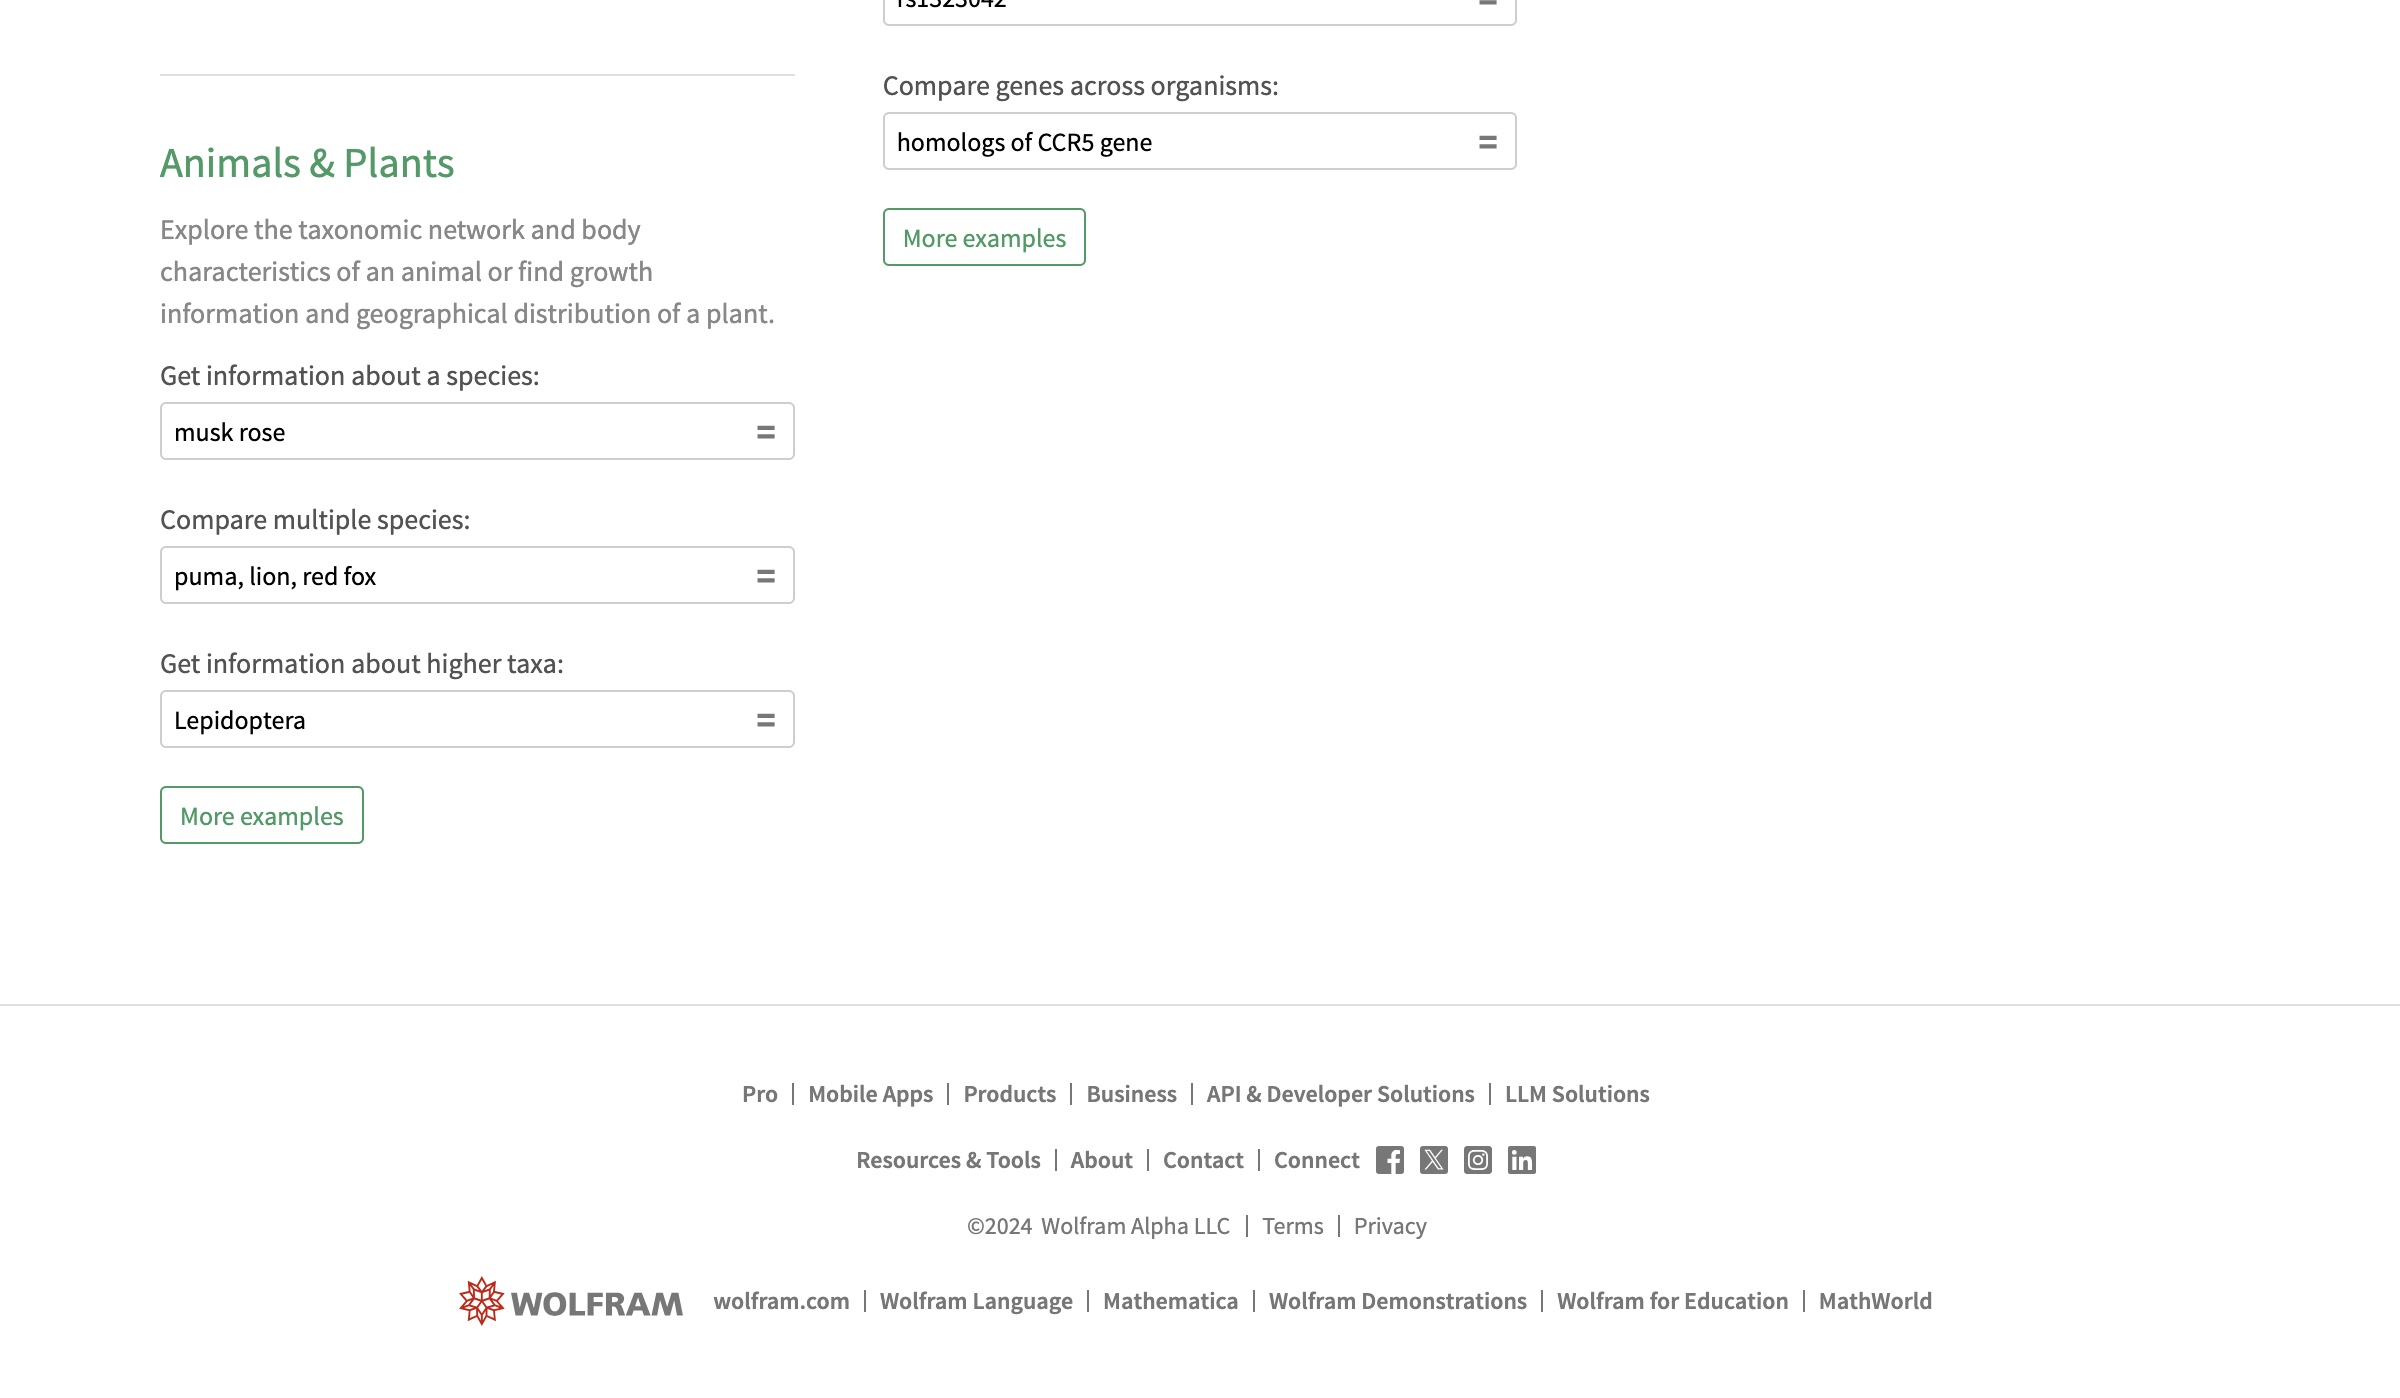 Animals & Plants
Explore the taxonomic network and body
characteristics of an animal or find growth
information and geographical distribution of a plant.
Get information about a species:
musk rose
Compare multiple species:
puma, lion, red fox
Get information about higher taxa:
Lepidoptera
More examples
Compare genes across organisms:
homologs of CCR5 gene
More examples
Pro | Mobile Apps | Products | Business | API & Developer Solutions | LLM Solutions
Resources & Tools | About | Contact | Connect
©2024 Wolfram Alpha LLC | Terms | Privacy
WOLFRAM wolfram.com | Wolfram Language | Mathematica | Wolfram Demonstrations | Wolfram for Education | MathWorld